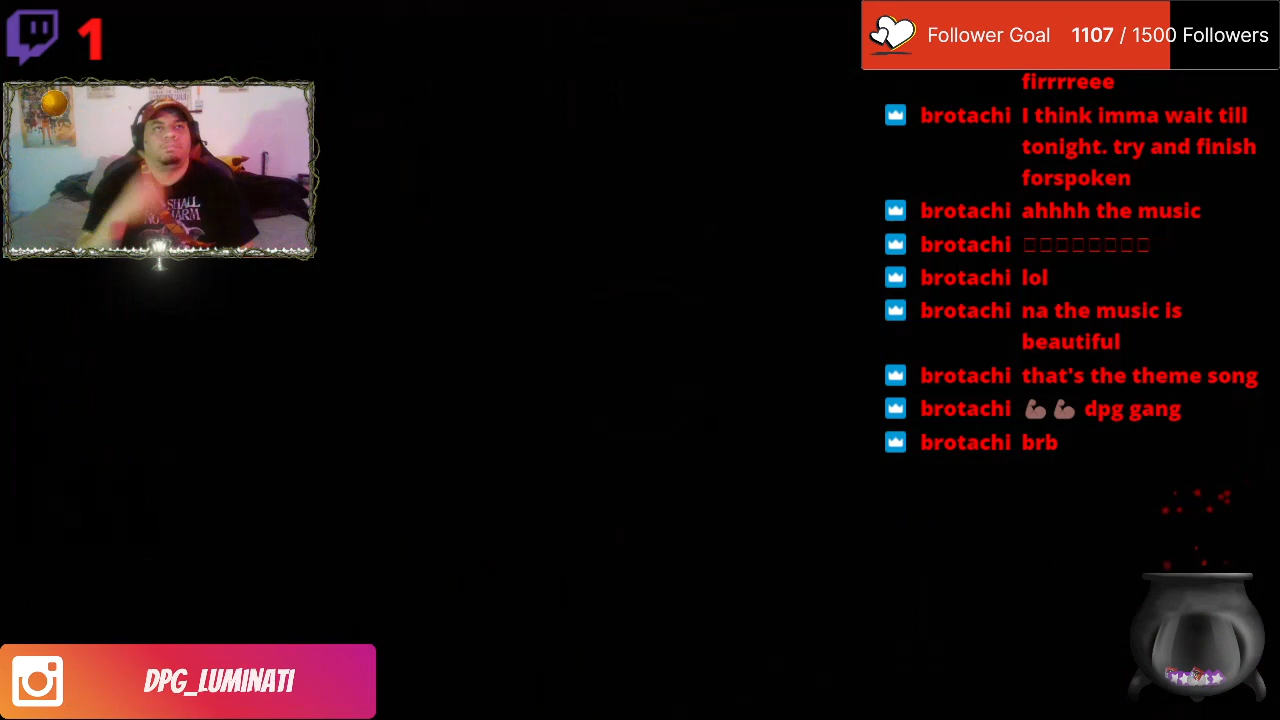 1
Follower Goal 1107 / 1500 Followers
firrrreee
brotachi I think imma wait till
tonight. try and finish
forspoken
brotachi ahhhh the music
brotachi
brotachi lol
brotachi na the music is
beautiful
brotachi that's the theme song
brotachi 💪🏽💪🏽 dpg gang
brotachi brb
SHALL
DPG_LUMINATI